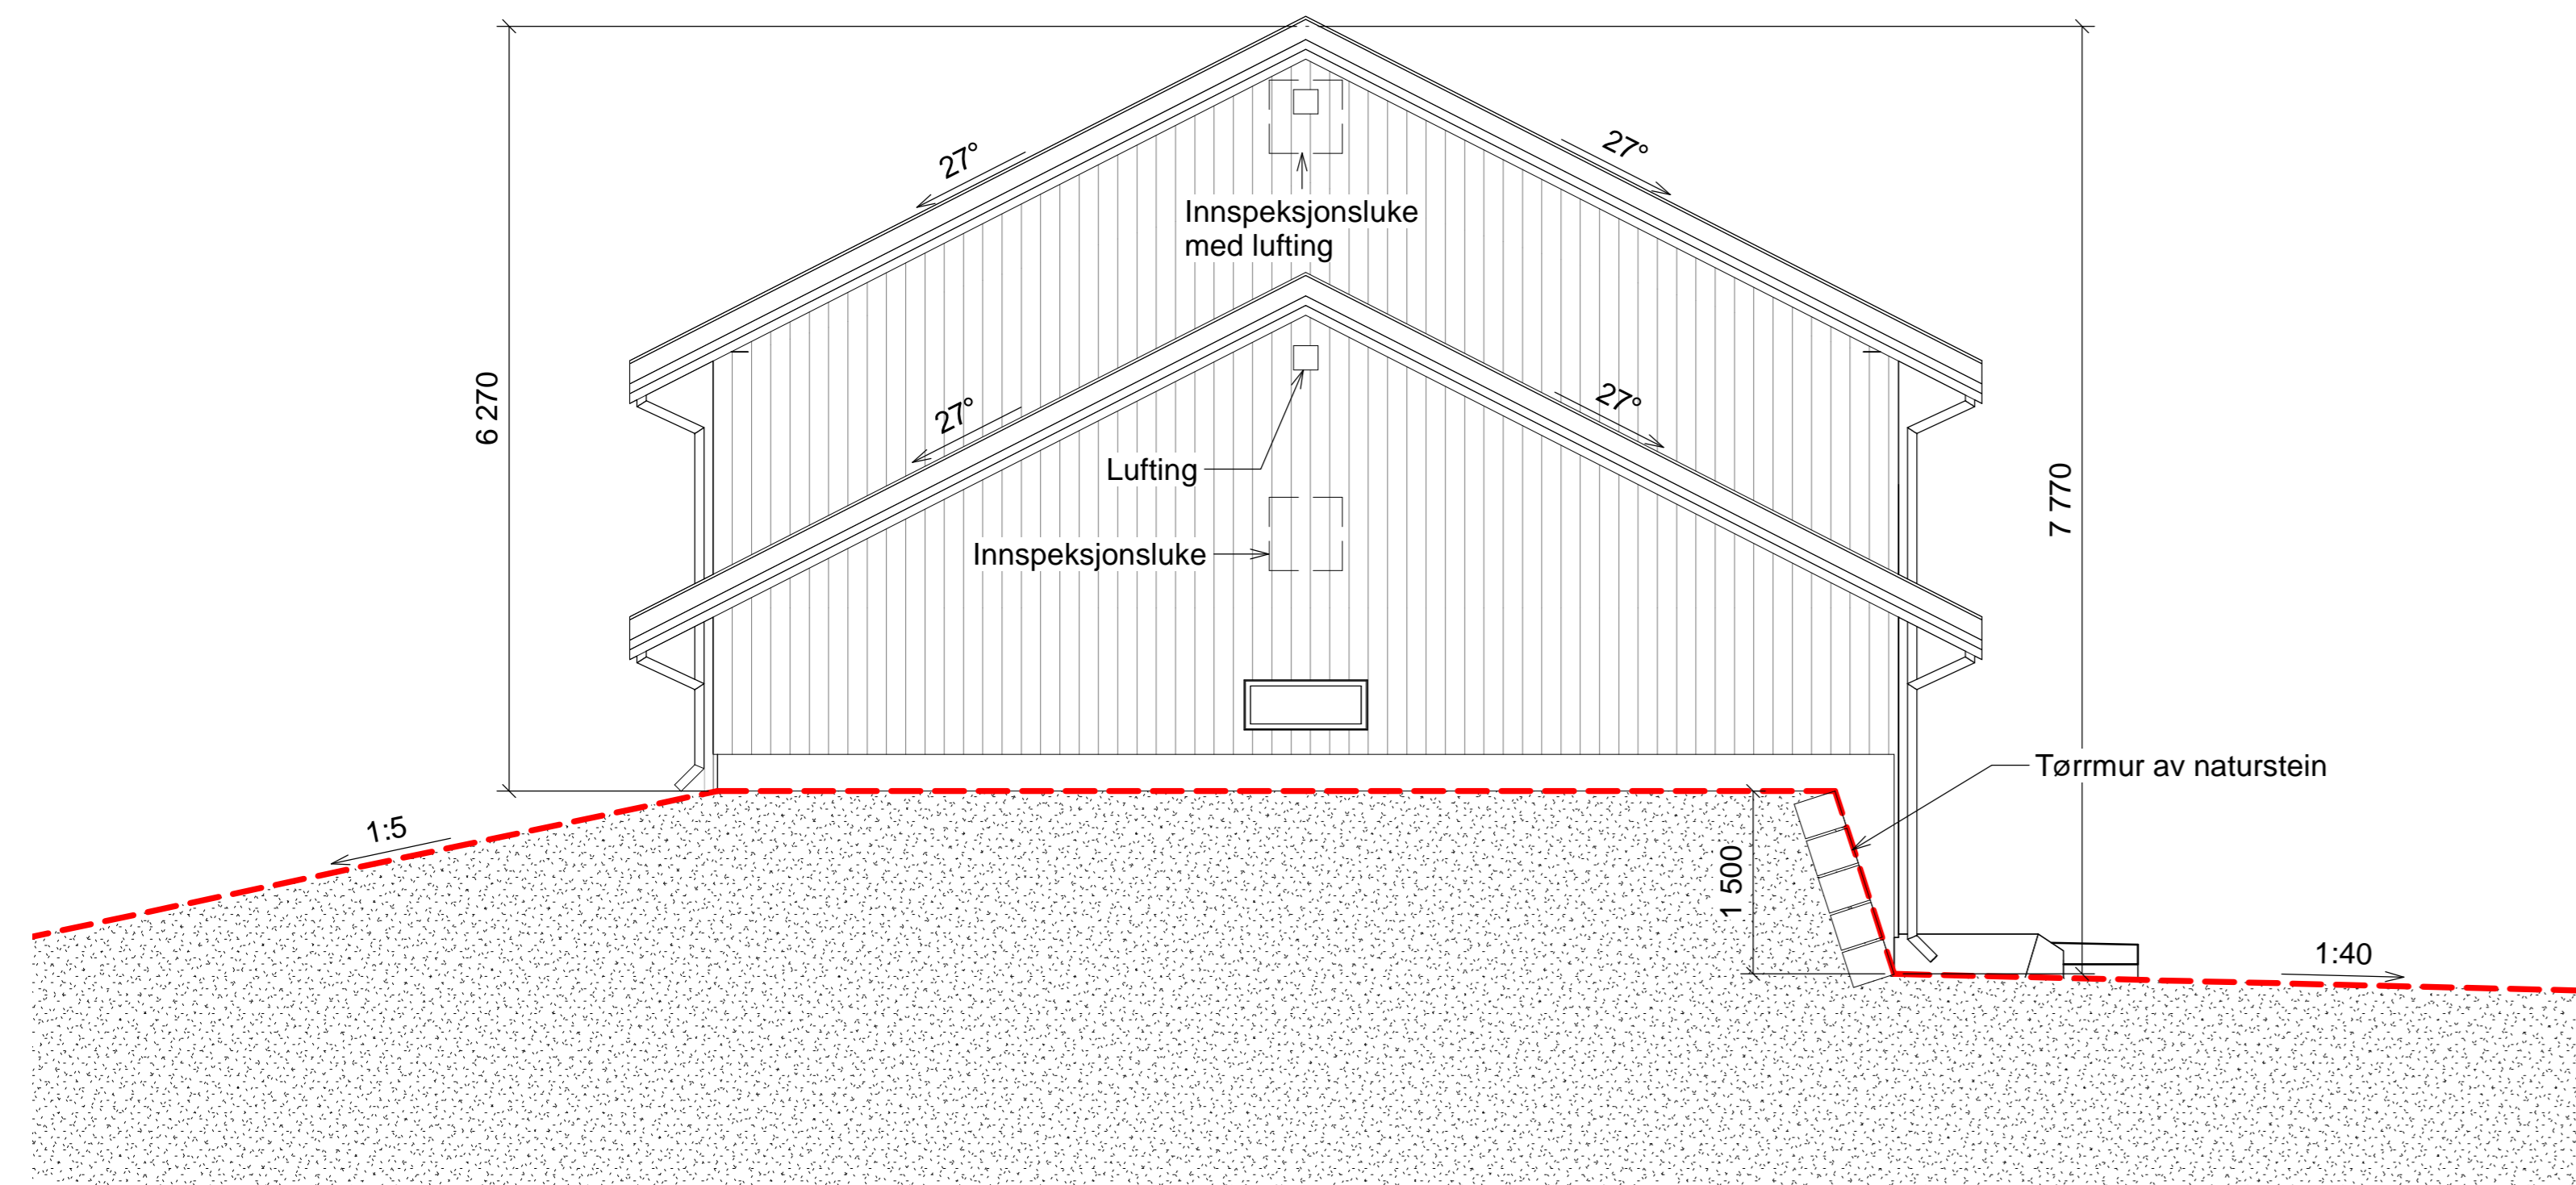 27°
27°
Innspeksjonsluke
med lufting
6 270
27°
27°
Lufting
7 770
Innspeksjonsluke
Tørrmur av naturstein
1:5
1 500
1:40